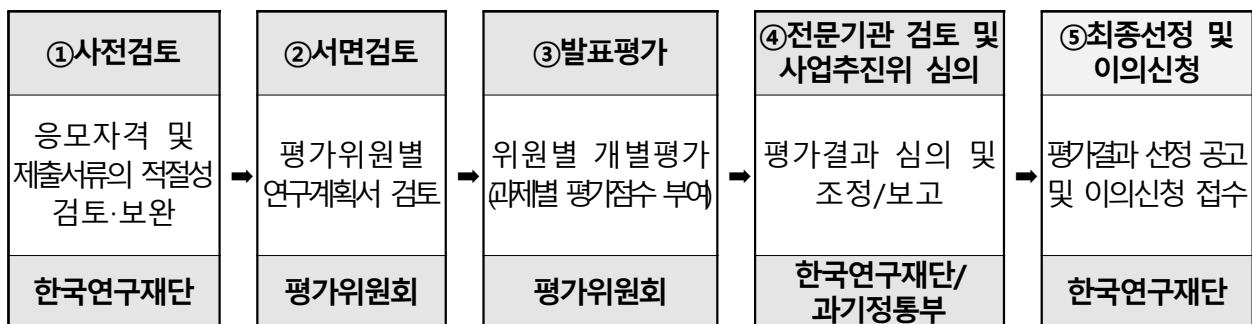 ①사전검토
응모자격 및
제출서류의 적절성
검토·보완
한국연구재단
➡
②서면검토
평가위원별
연구계획서 검토
평가위원회
➡
③발표평가
위원별 개별평가
(과제별 평가점수 부여)
평가위원회
➡
④전문기관 검토 및
사업추진위 심의
평가결과 심의 및
조정/보고
한국연구재단/
과기정통부
➡
⑤최종선정 및
이의신청
평가결과 선정 공고
및 이의신청 접수
한국연구재단